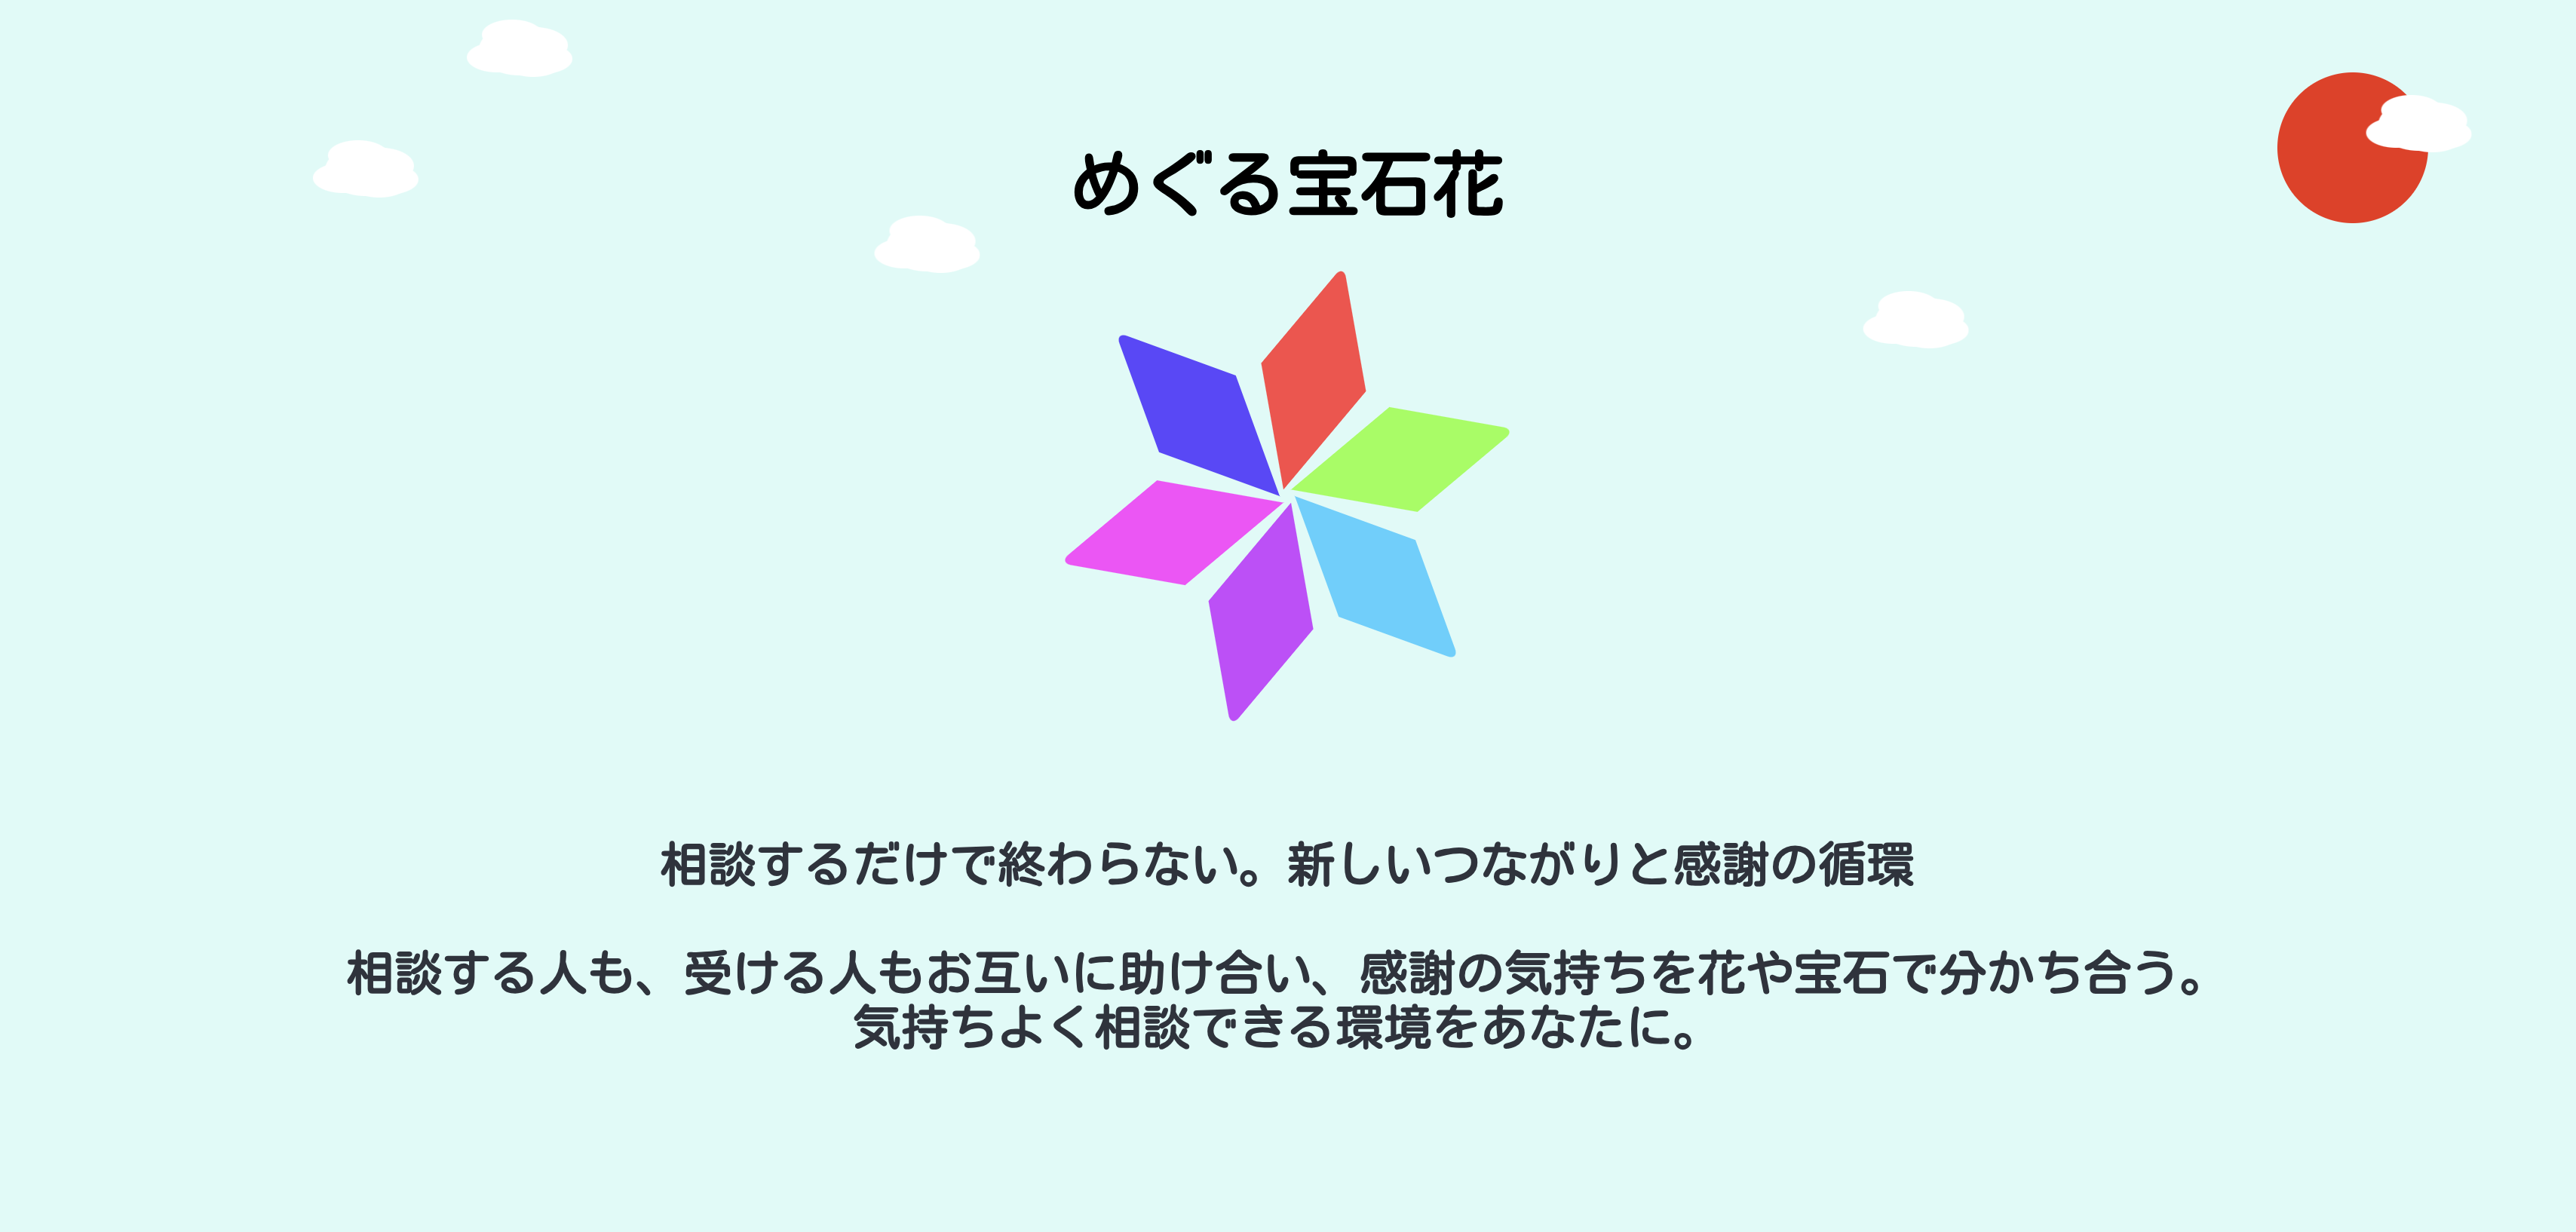 めぐる宝石花
相談するだけで終わらない。新しいつながりと感謝の循環
相談する人も、受ける人もお互いに助け合い、感謝の気持ちを花や宝石で分かち合う。
気持ちよく相談できる環境をあなたに。